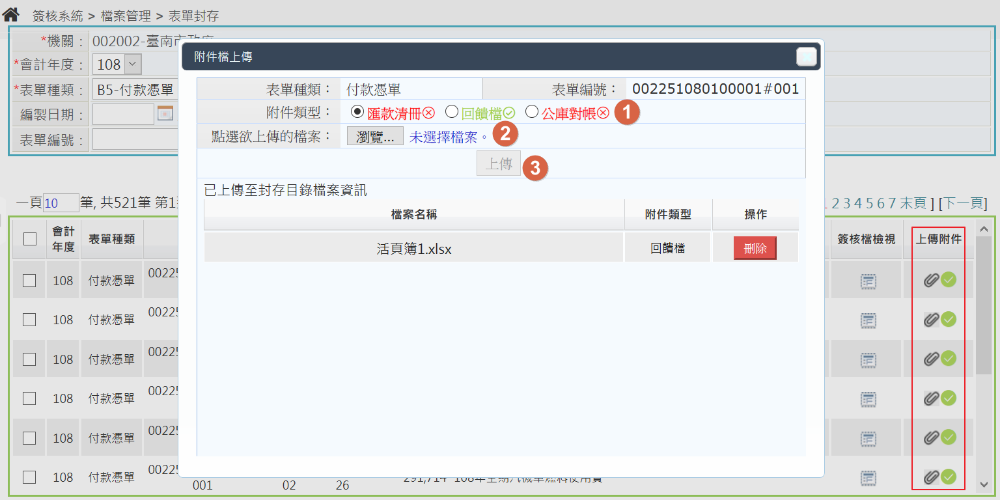 簽核系統 > 檔案管理 > 表單封存
*機關： 002002-臺南市政府
*會計年度： 108
*表單種類： B5-付款憑單
編製日期：
表單編號：
附件檔上傳
表單種類： 付款憑單 表單編號： 002251080100001#001
附件類型： 匯款清冊 回饋檔 公庫對帳 1
點選欲上傳的檔案： 瀏覽... 未選擇檔案。 2
上傳 3
已上傳至封存目錄檔案資訊
檔案名稱 附件類型 操作
活頁簿1.xlsx 回饋檔 刪除
一頁10筆, 共521筆 第1 1 2 3 4 5 6 7 末頁 ] [下一頁]
會計年度 表單種類 簽核檔檢視 上傳附件
108 付款憑單 00225
108 付款憑單 00225
108 付款憑單 00225
108 付款憑單 00225
108 付款憑單 00225
108 付款憑單 00225
001 02 26 291,714 108年全期汽機車燃料使用費